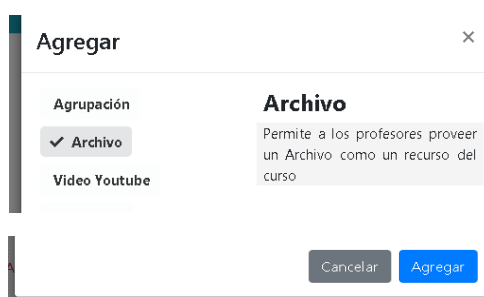 Agregar ×
Agrupación
✓ Archivo
Video Youtube
Archivo
Permite a los profesores proveer
un Archivo como un recurso del
curso
Cancelar Agregar